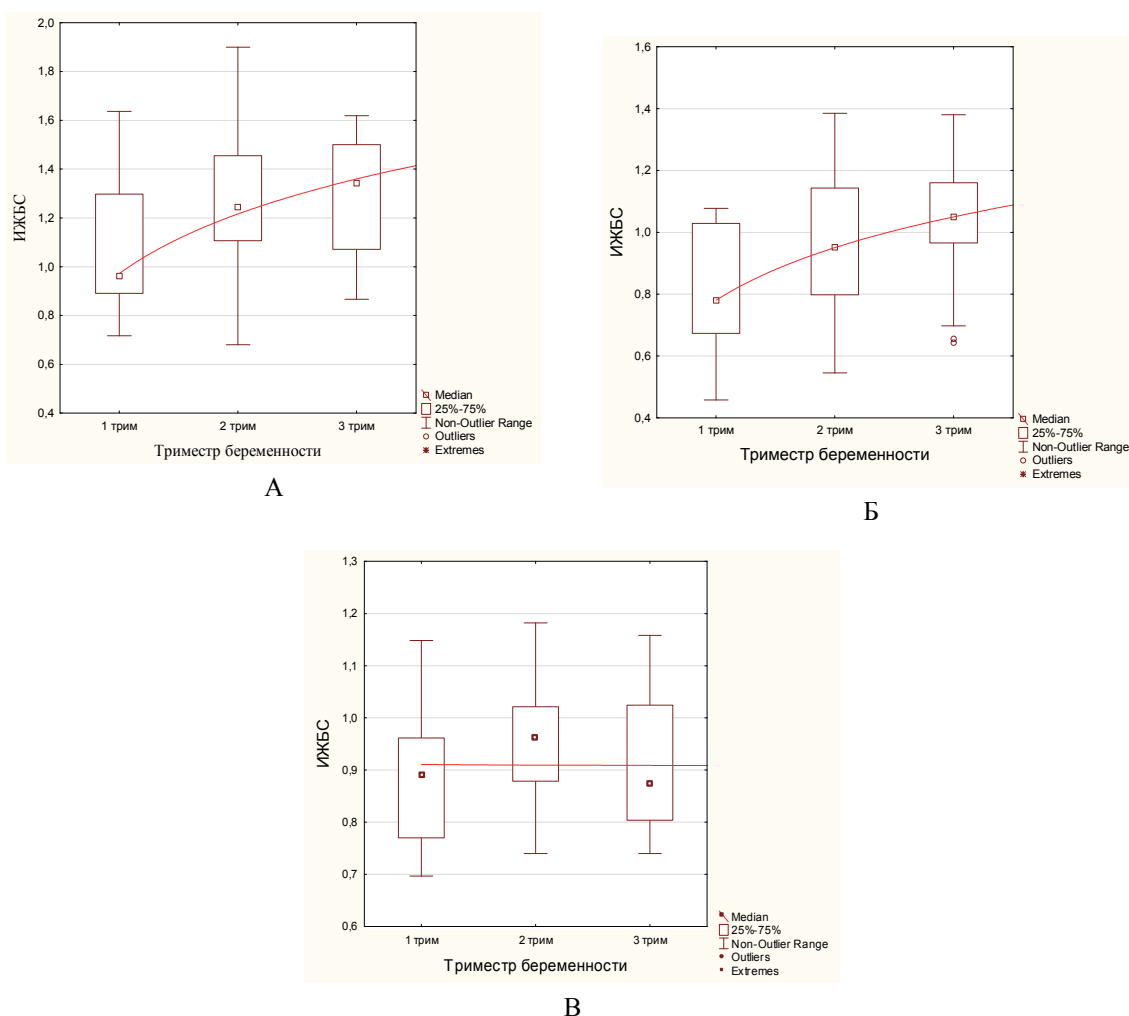 2,0
1,8
1,6
1,4
1,2
1,0
0,8
0,6
0,4
ИЖБС
1 трим 2 трим 3 трим
Триместр беременности
Median
25%-75%
Non-Outlier Range
Outliers
Extremes
А
1,6
1,4
1,2
1,0
0,8
0,6
0,4
ИЖБС
1 трим 2 трим 3 трим
Триместр беременности
Median
25%-75%
Non-Outlier Range
Outliers
Extremes
Б
1,3
1,2
1,1
1,0
0,9
0,8
0,7
0,6
ИЖБС
1 трим 2 трим 3 трим
Триместр беременности
Median
25%-75%
Non-Outlier Range
Outliers
Extremes
В